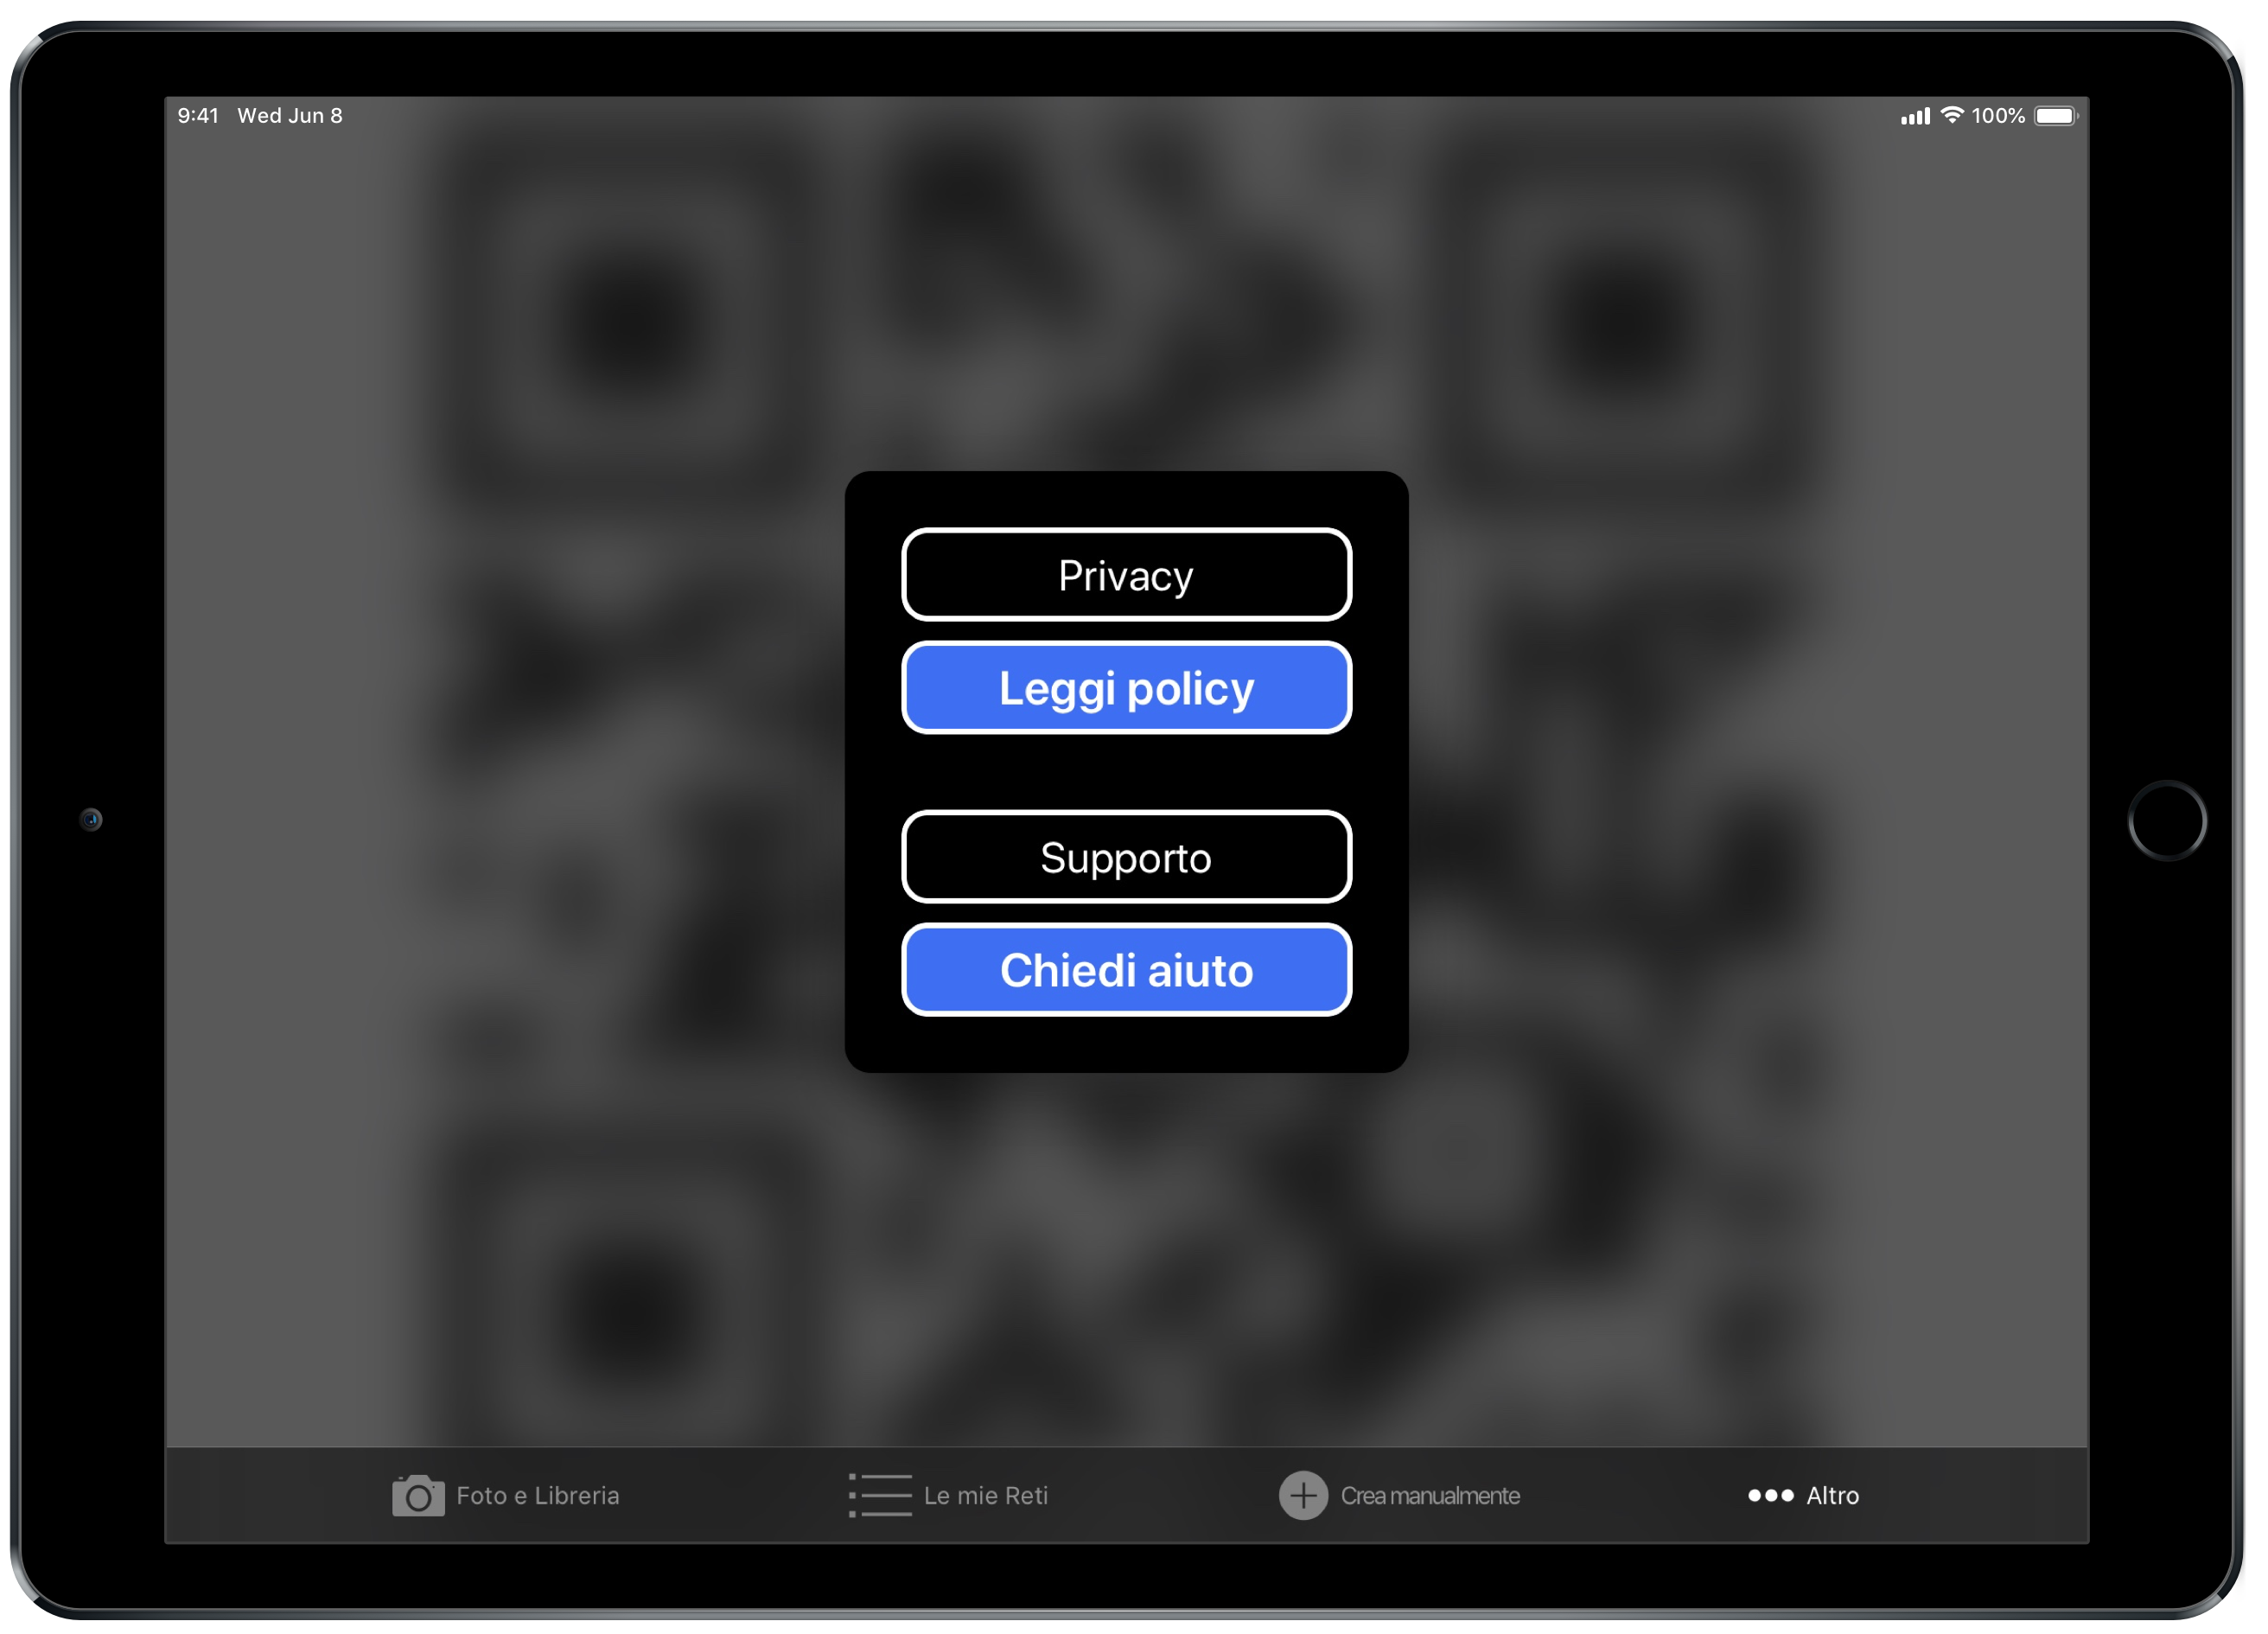 9:41 Wed Jun 8 100%
Privacy
Leggi policy
Supporto
Chiedi aiuto
Foto e Libreria Le mie Reti Crea manualmente Altro